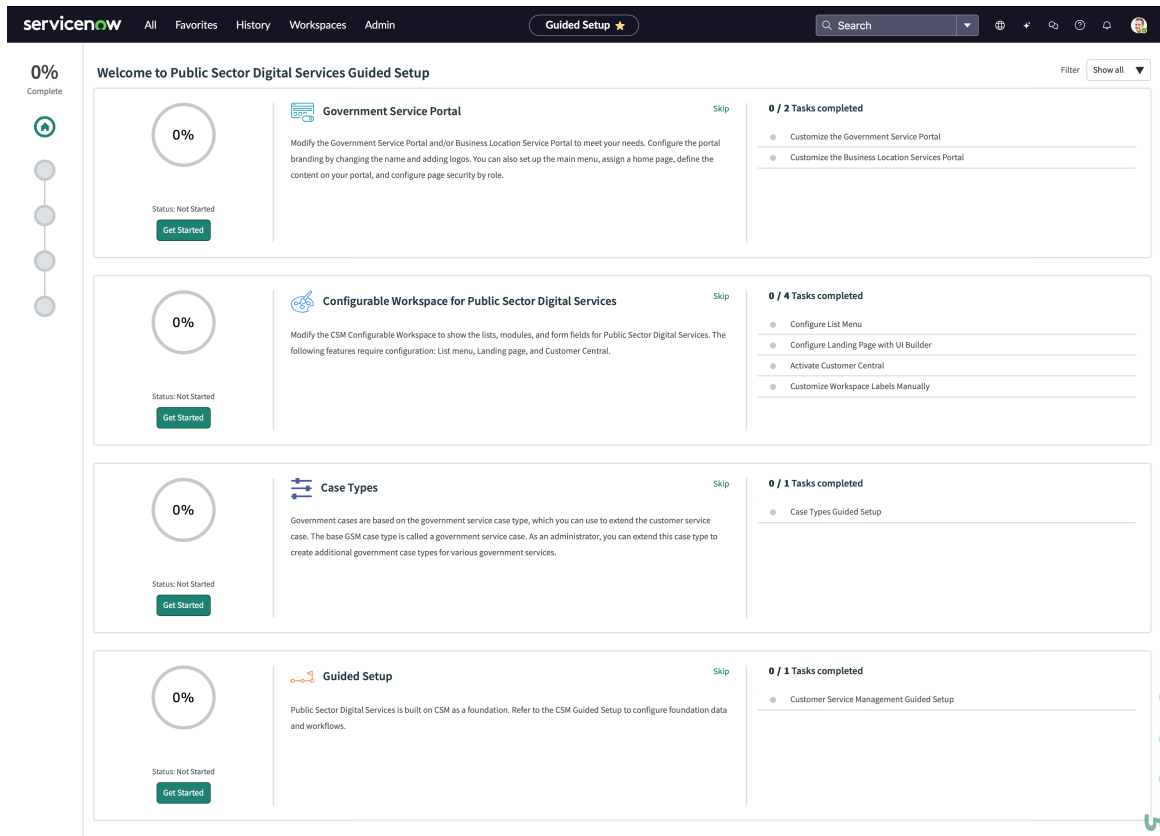 servicenow All Favorites History Workspaces Admin Guided Setup Search
0%
Complete
Welcome to Public Sector Digital Services Guided Setup
Filter Show all
0%
Status: Not Started
Get Started
Government Service Portal
Skip
Modify the Government Service Portal and/or Business Location Service Portal to meet your needs. Configure the portal
branding by changing the name and adding logos. You can also set up the main menu, assign a home page, define the
content on your portal, and configure page security by role.
0 / 2 Tasks completed
Customize the Government Service Portal
Customize the Business Location Services Portal
0%
Status: Not Started
Get Started
Configurable Workspace for Public Sector Digital Services
Skip
Modify the CSM Configurable Workspace to show the lists, modules, and form fields for Public Sector Digital Services. The
following features require configuration: List menu, Landing page, and Customer Central.
0 / 4 Tasks completed
Configure List Menu
Configure Landing Page with UI Builder
Activate Customer Central
Customize Workspace Labels Manually
0%
Status: Not Started
Get Started
Case Types
Skip
Government cases are based on the government service case type, which you can use to extend the customer service
case. The base GSM case type is called a government service case. As an administrator, you can extend this case type to
create additional government case types for various government services.
0 / 1 Tasks completed
Case Types Guided Setup
0%
Status: Not Started
Get Started
Guided Setup
Skip
Public Sector Digital Services is built on CSM as a foundation. Refer to the CSM Guided Setup to configure foundation data
and workflows.
0 / 1 Tasks completed
Customer Service Management Guided Setup